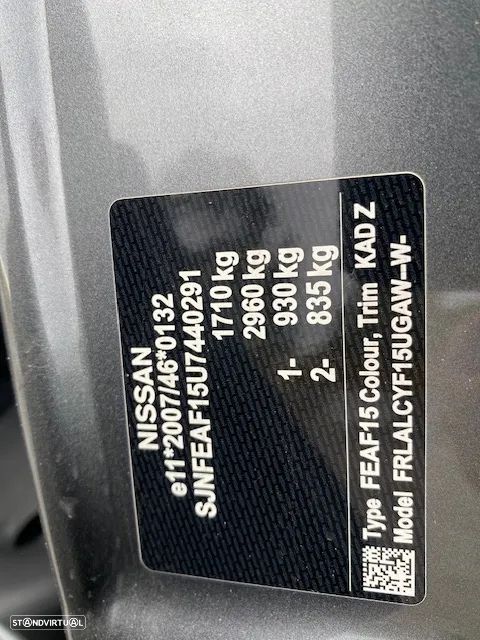 NISSAN
e11*2007/46*0132
SJNFEAF15U7440291
1710 kg
2960 kg
1- 930 kg
2- 835 kg
Type FEAF15 Colour, Trim KAD Z
Model FRLALCYF15UGAW--W-
STANDVIRTUAL